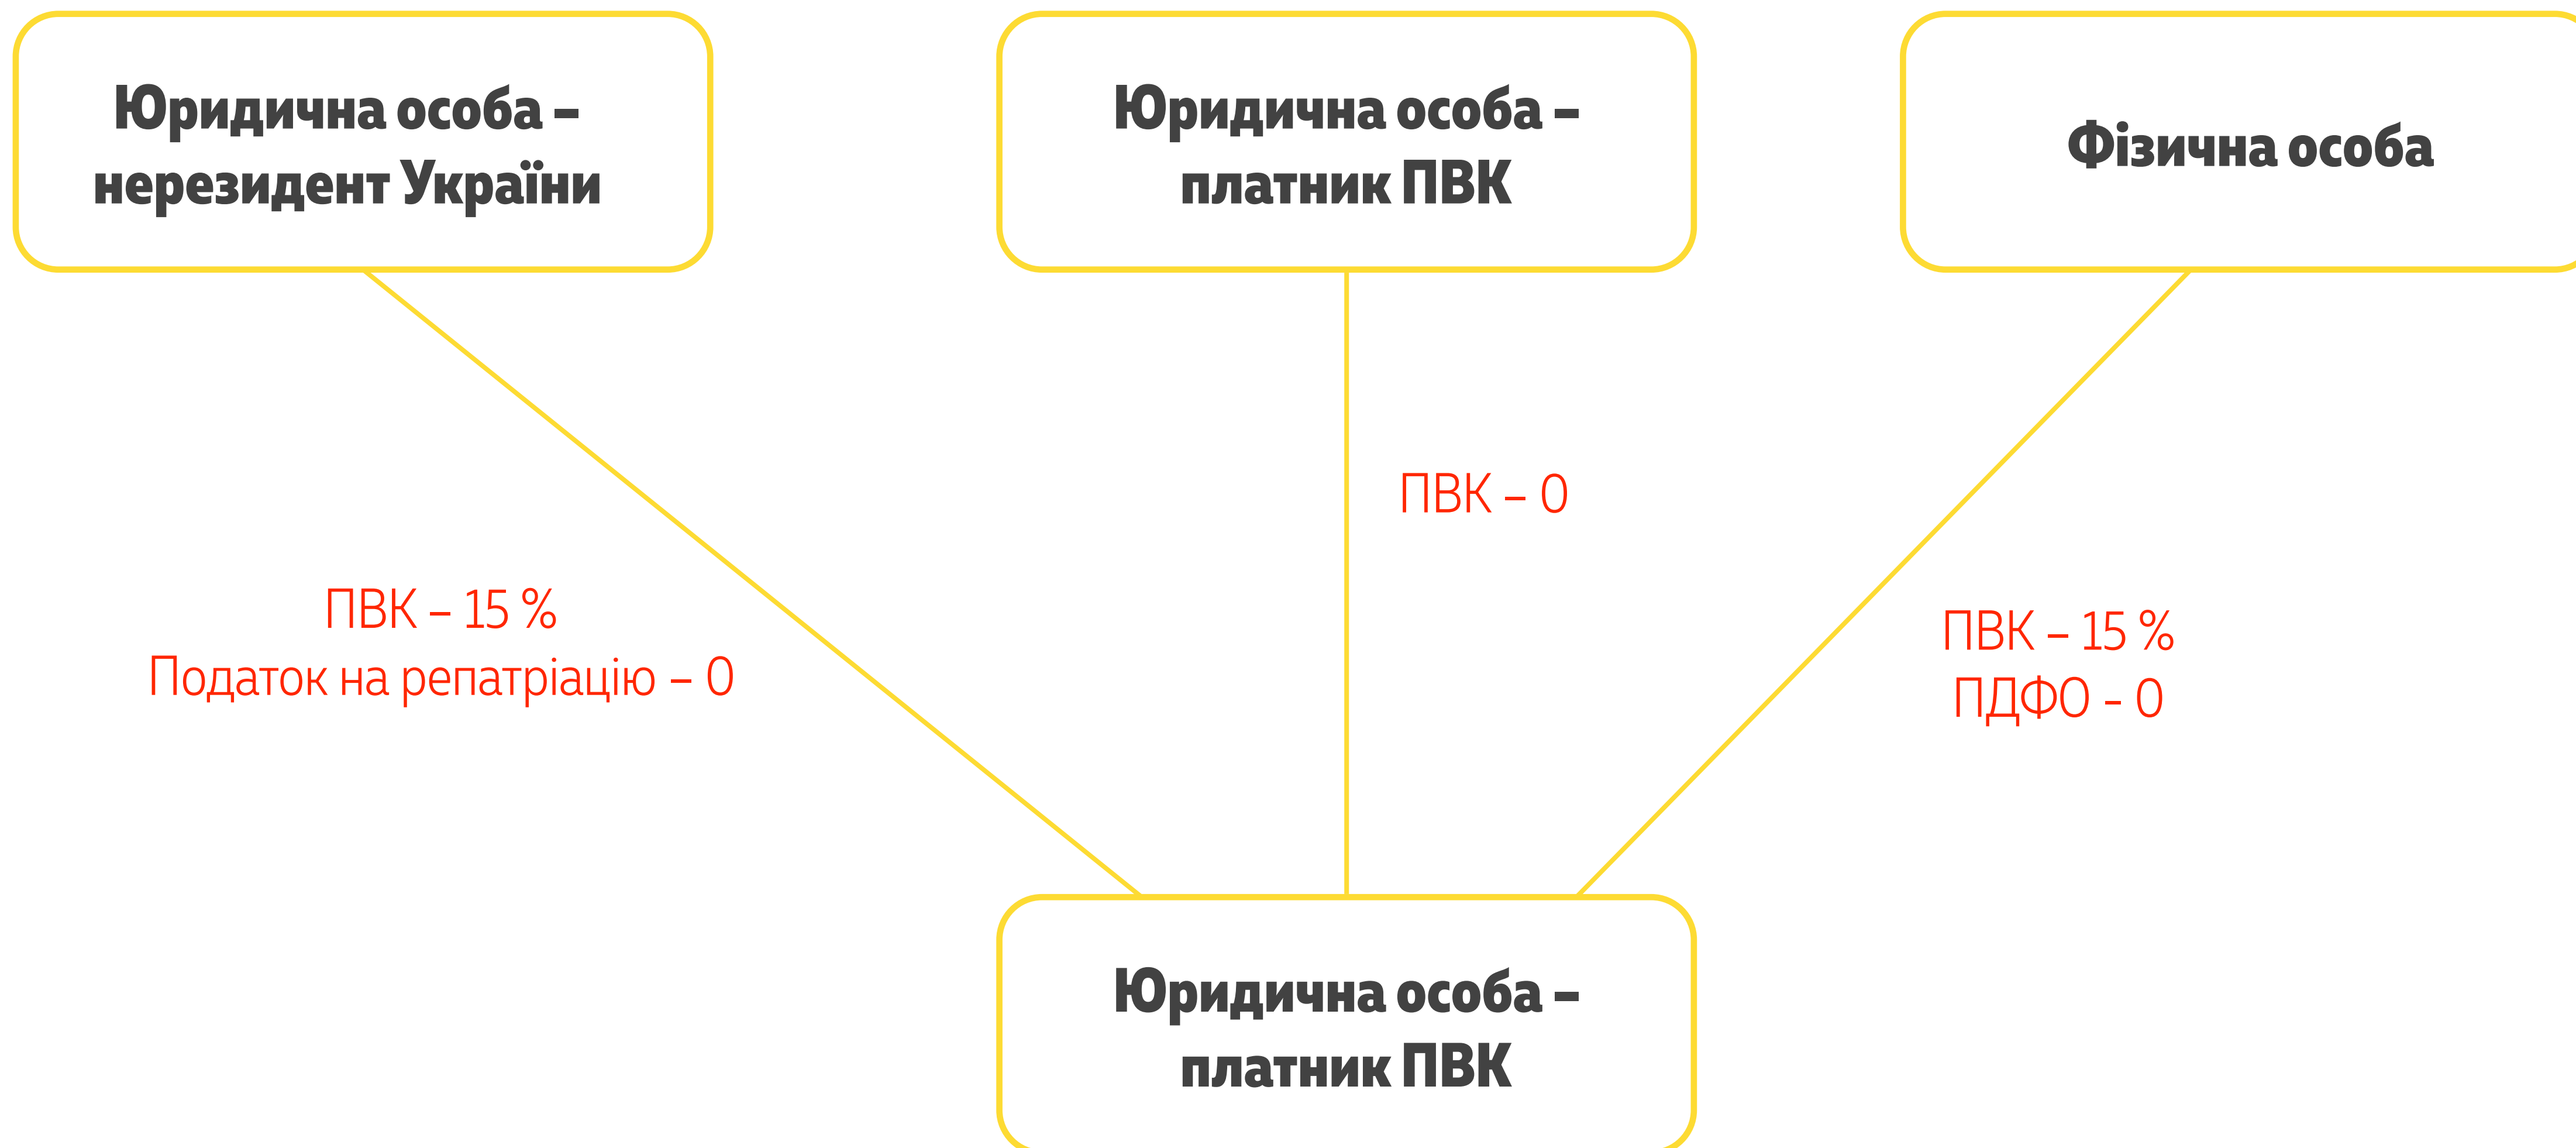 Юридична особа –
нерезидент України
Юридична особа –
платник ПВК
Фізична особа
ПВК – 0
ПВК – 15 %
Податок на репатріацію – 0
ПВК – 15 %
ПДФО - 0
Юридична особа –
платник ПВК